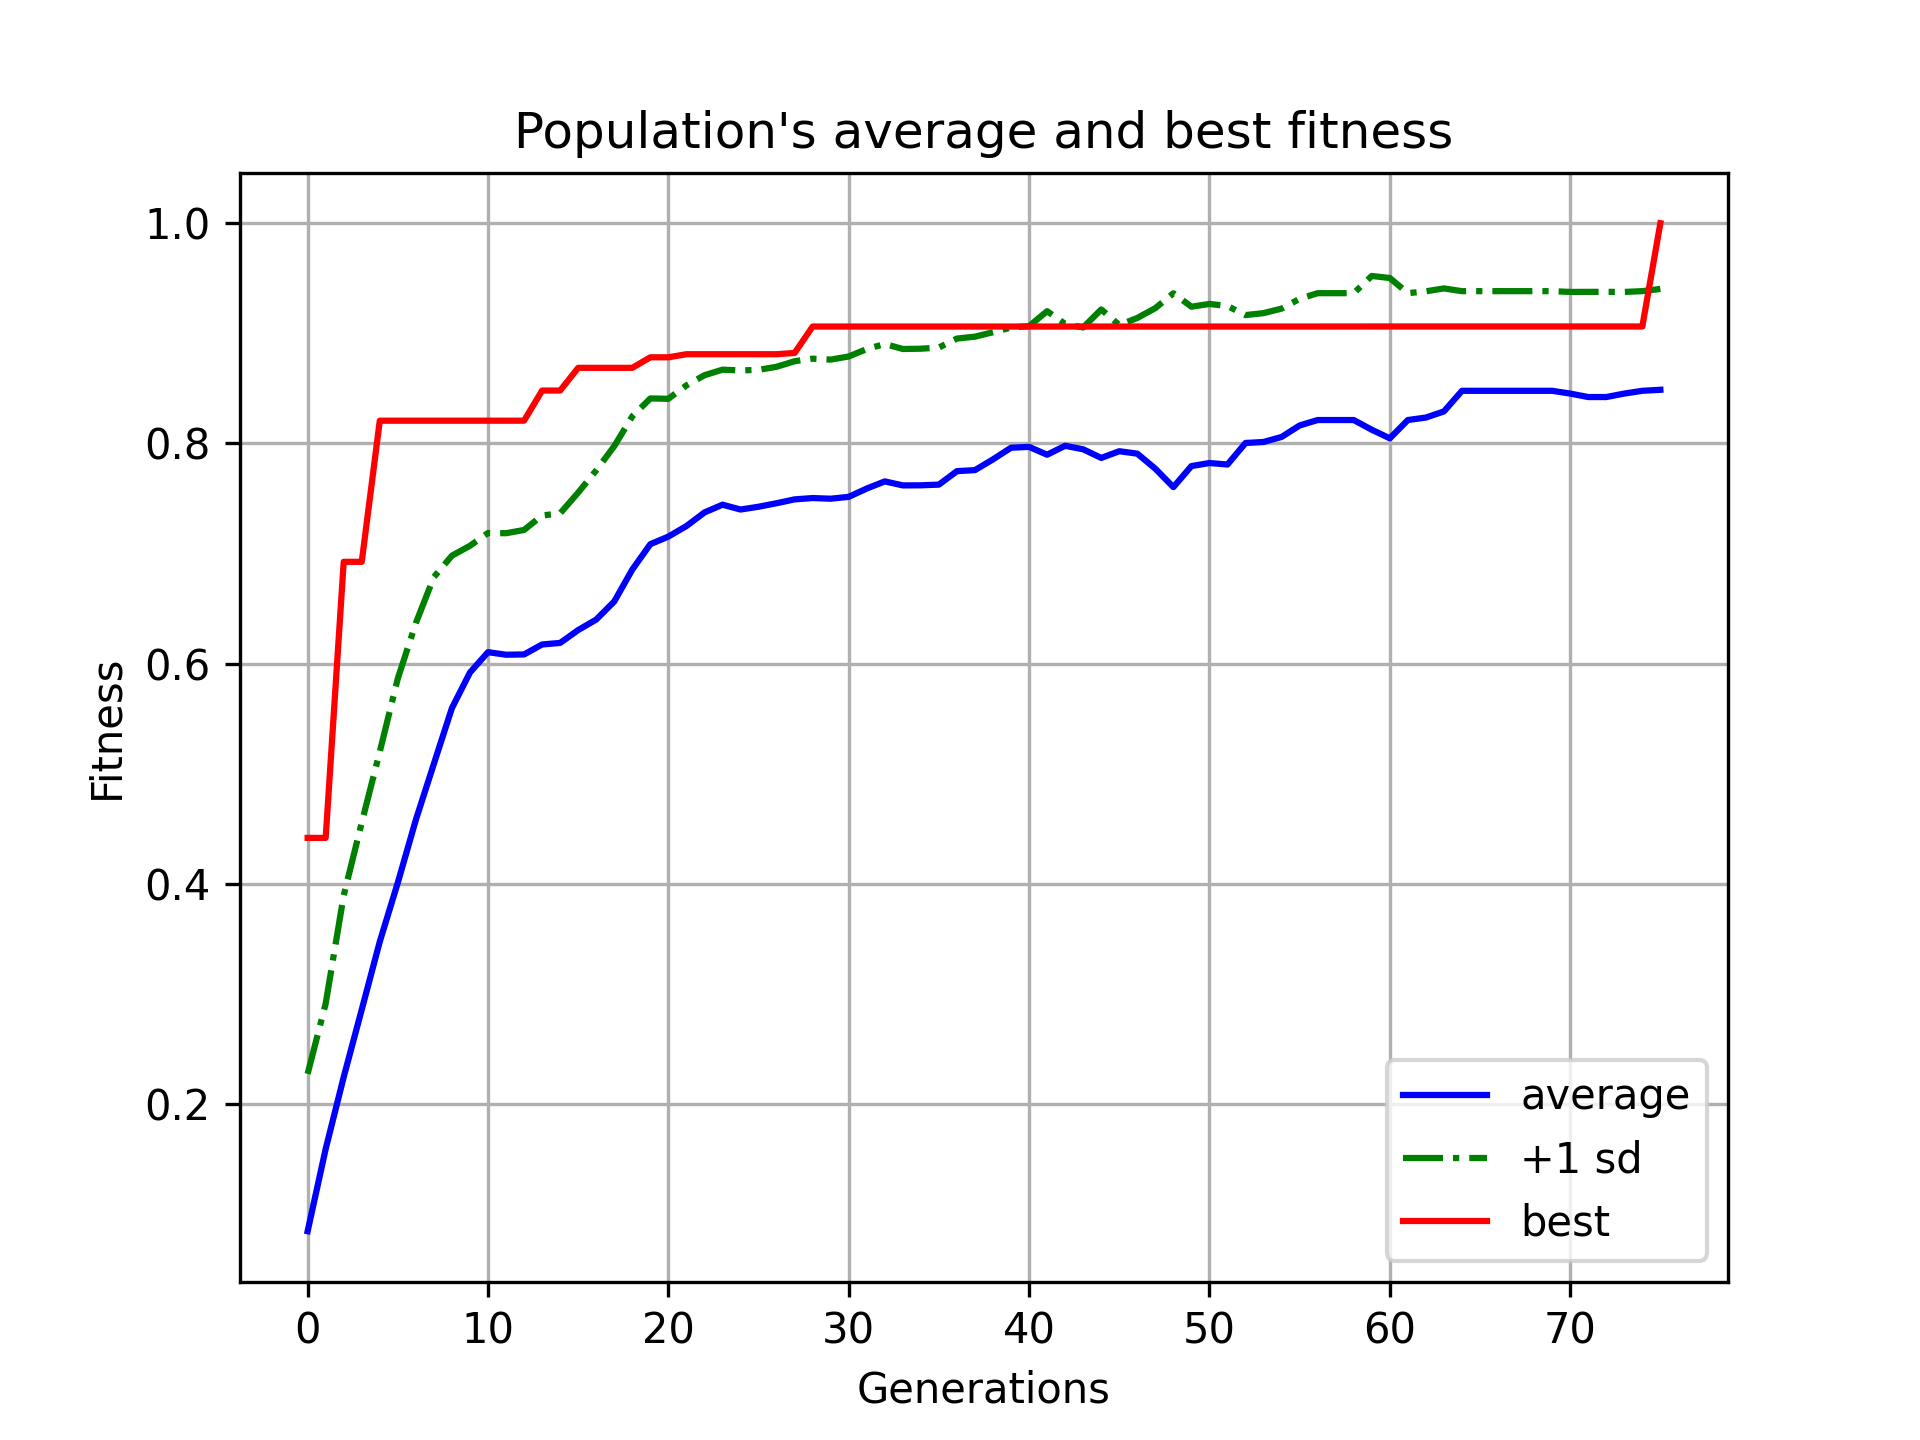 Population's average and best fitness
1.0
0.8
0.6
0.4
0.2
Fitness
average
+1 sd
best
0 10 20 30 40 50 60 70
Generations